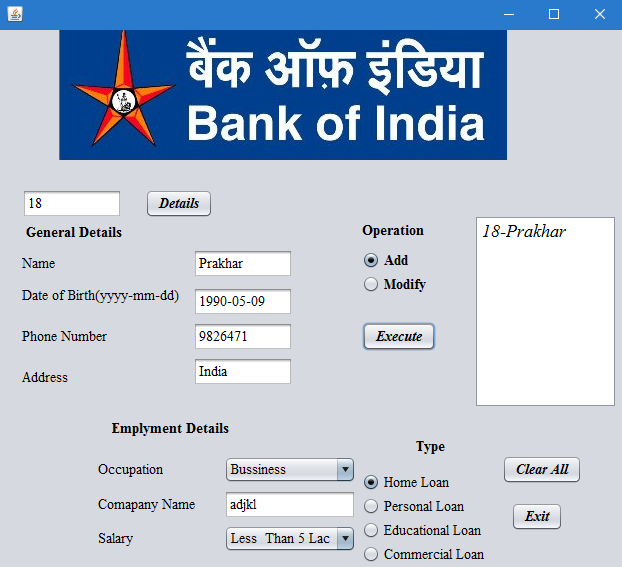 बैंक ऑफ़ इंडिया
Bank of India
18 Details
General Details
Operation
18-Prakhar
Name Prakhar
Add
Date of Birth(yyyy-mm-dd) 1990-05-09
Modify
Phone Number 9826471
Execute
Address India
Emplyment Details
Type
Occupation Bussiness
Home Loan
Clear All
Comapany Name adjkl
Personal Loan
Exit
Salary Less Than 5 Lac
Educational Loan
Commercial Loan